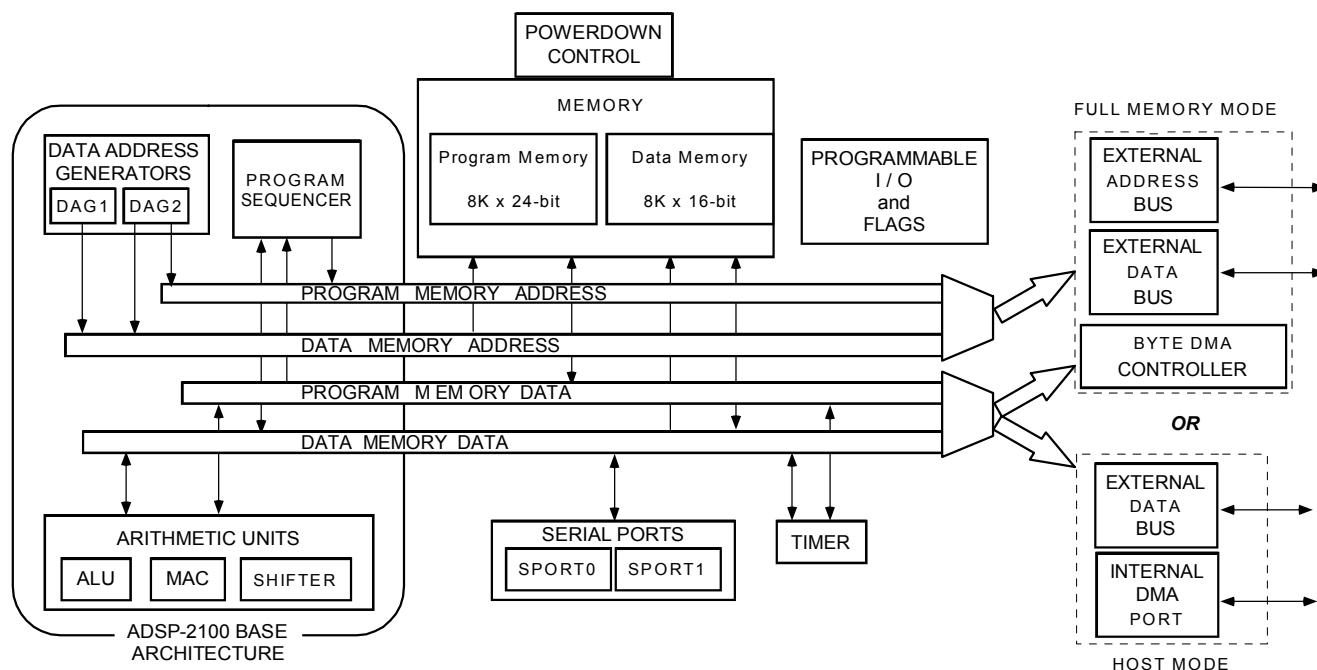 POWERDOWN
CONTROL
MEMORY
Program Memory
8K x 24-bit
Data Memory
8K x 16-bit
DATA ADDRESS
GENERATORS
DAG1
DAG2
PROGRAM
SEQUENCER
PROGRAMMABLE
I / O
and
FLAGS
FULL MEMORY MODE
EXTERNAL
ADDRESS
BUS
EXTERNAL
DATA
BUS
BYTE DMA
CONTROLLER
PROGRAM MEMORY ADDRESS
DATA MEMORY ADDRESS
PROGRAM MEMORY DATA
DATA MEMORY DATA
OR
ARITHMETIC UNITS
ALU
MAC
SHIFTER
ADSP-2100 BASE
ARCHITECTURE
SERIAL PORTS
SPORT0
SPORT1
TIMER
EXTERNAL
DATA
BUS
INTERNAL
DMA
PORT
HOST MODE